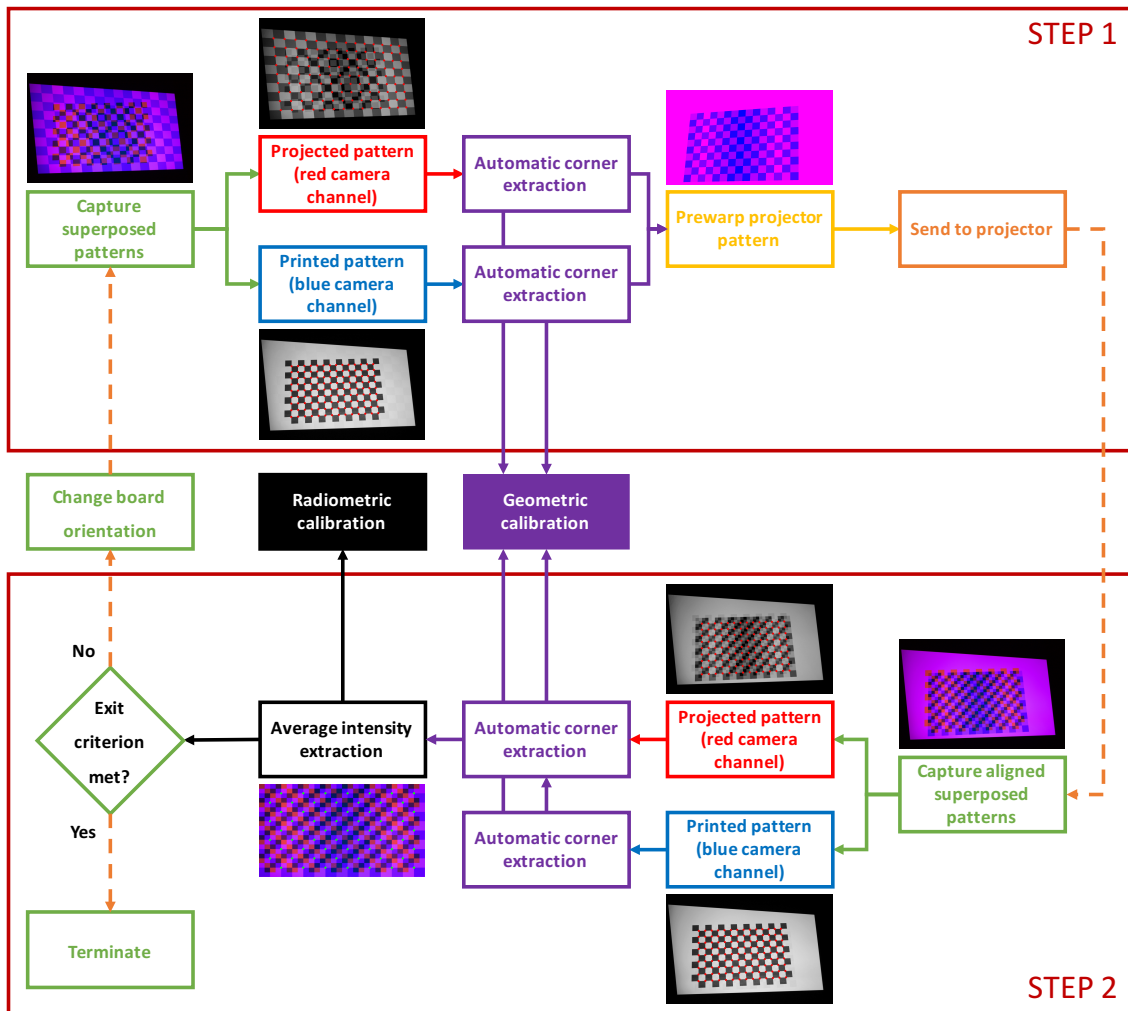 STEP 1
Capture
superposed
patterns
Projected pattern
(red camera
channel)
Printed pattern
(blue camera
channel)
Automatic corner
extraction
Automatic corner
extraction
Prewarp projector
pattern
Send to projector
Change board
orientation
Radiometric
calibration
Geometric
calibration
No
Exit
criterion
met?
Yes
Terminate
Average intensity
extraction
Automatic corner
extraction
Automatic corner
extraction
Projected pattern
(red camera
channel)
Printed pattern
(blue camera
channel)
Capture aligned
superposed
patterns
STEP 2